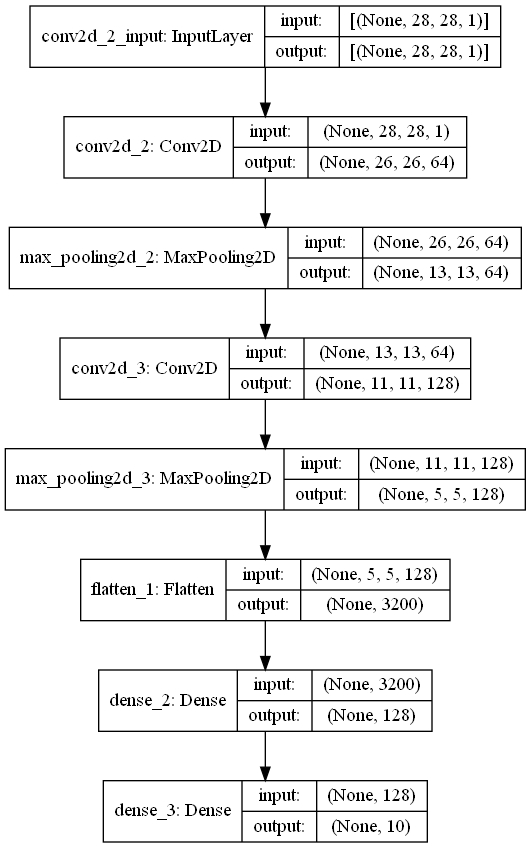 conv2d_2_input: InputLayer
input:
[(None, 28, 28, 1)]
output:
[(None, 28, 28, 1)]
conv2d_2: Conv2D
input:
(None, 28, 28, 1)
output:
(None, 26, 26, 64)
max_pooling2d_2: MaxPooling2D
input:
(None, 26, 26, 64)
output:
(None, 13, 13, 64)
conv2d_3: Conv2D
input:
(None, 13, 13, 64)
output:
(None, 11, 11, 128)
max_pooling2d_3: MaxPooling2D
input:
(None, 11, 11, 128)
output:
(None, 5, 5, 128)
flatten_1: Flatten
input:
(None, 5, 5, 128)
output:
(None, 3200)
dense_2: Dense
input:
(None, 3200)
output:
(None, 128)
dense_3: Dense
input:
(None, 128)
output:
(None, 10)